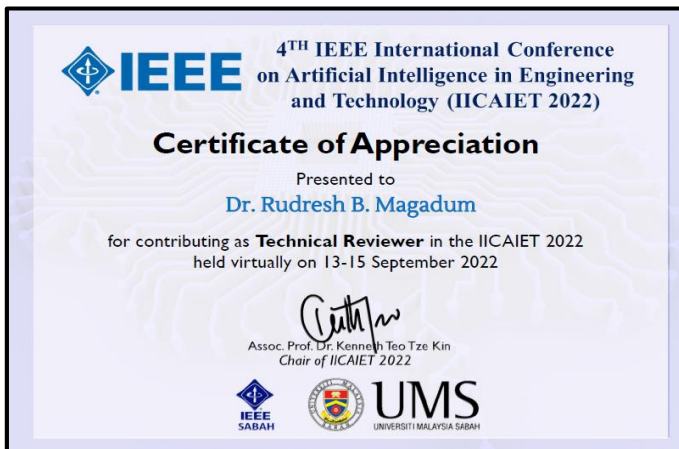 IEEE
4TH IEEE International Conference
on Artificial Intelligence in Engineering
and Technology (IICAIET 2022)
Certificate of Appreciation
Presented to
Dr. Rudresh B. Magadum
for contributing as Technical Reviewer in the IICAIET 2022
held virtually on 13-15 September 2022
Assoc. Prof. Dr. Kenneth Teo Tze Kin
Chair of IICAIET 2022
IEEE
SABAH
UMS
UNIVERSITI MALAYSIA SABAH